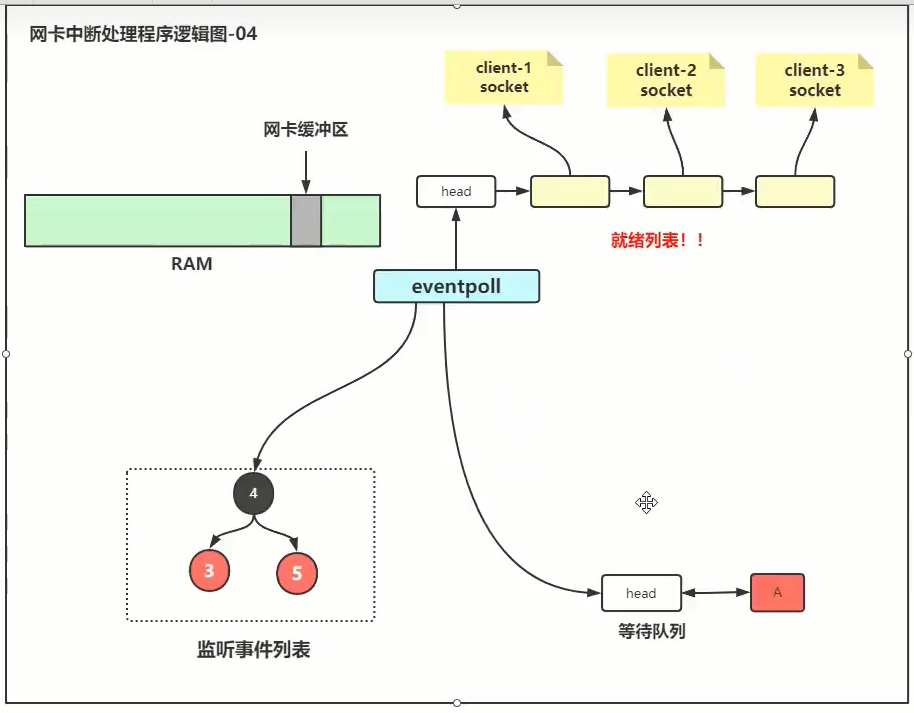 网卡中断处理程序逻辑图-04
client-1
socket
client-2
socket
client-3
socket
网卡缓冲区
head
就绪列表！！
RAM
eventpoll
4
3
5
head
A
等待队列
监听事件列表